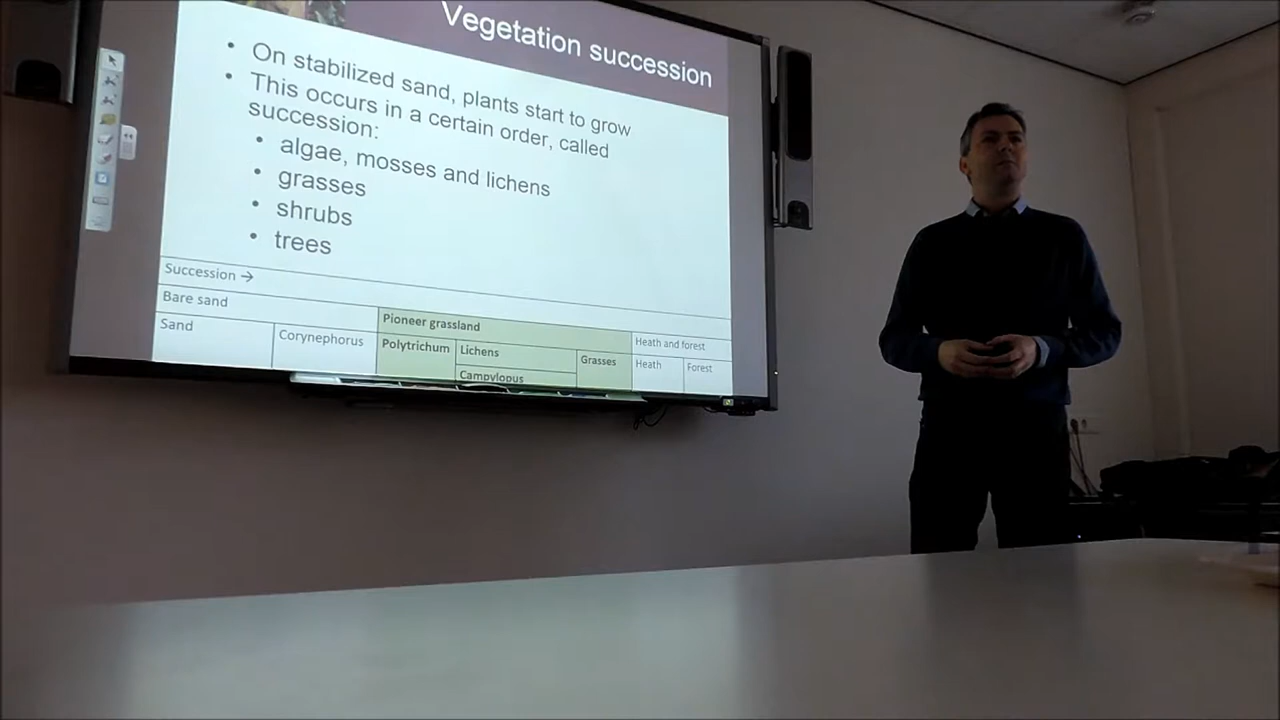 Vegetation succession
• On stabilized sand, plants start to grow
• This occurs in a certain order, called
succession:
• algae, mosses and lichens
• grasses
• shrubs
• trees
Succession →
Bare sand
Pioneer grassland
Heath and forest
Sand
Corynephorus
Polytrichum
Lichens
Campylopus
Grasses
Heath
Forest